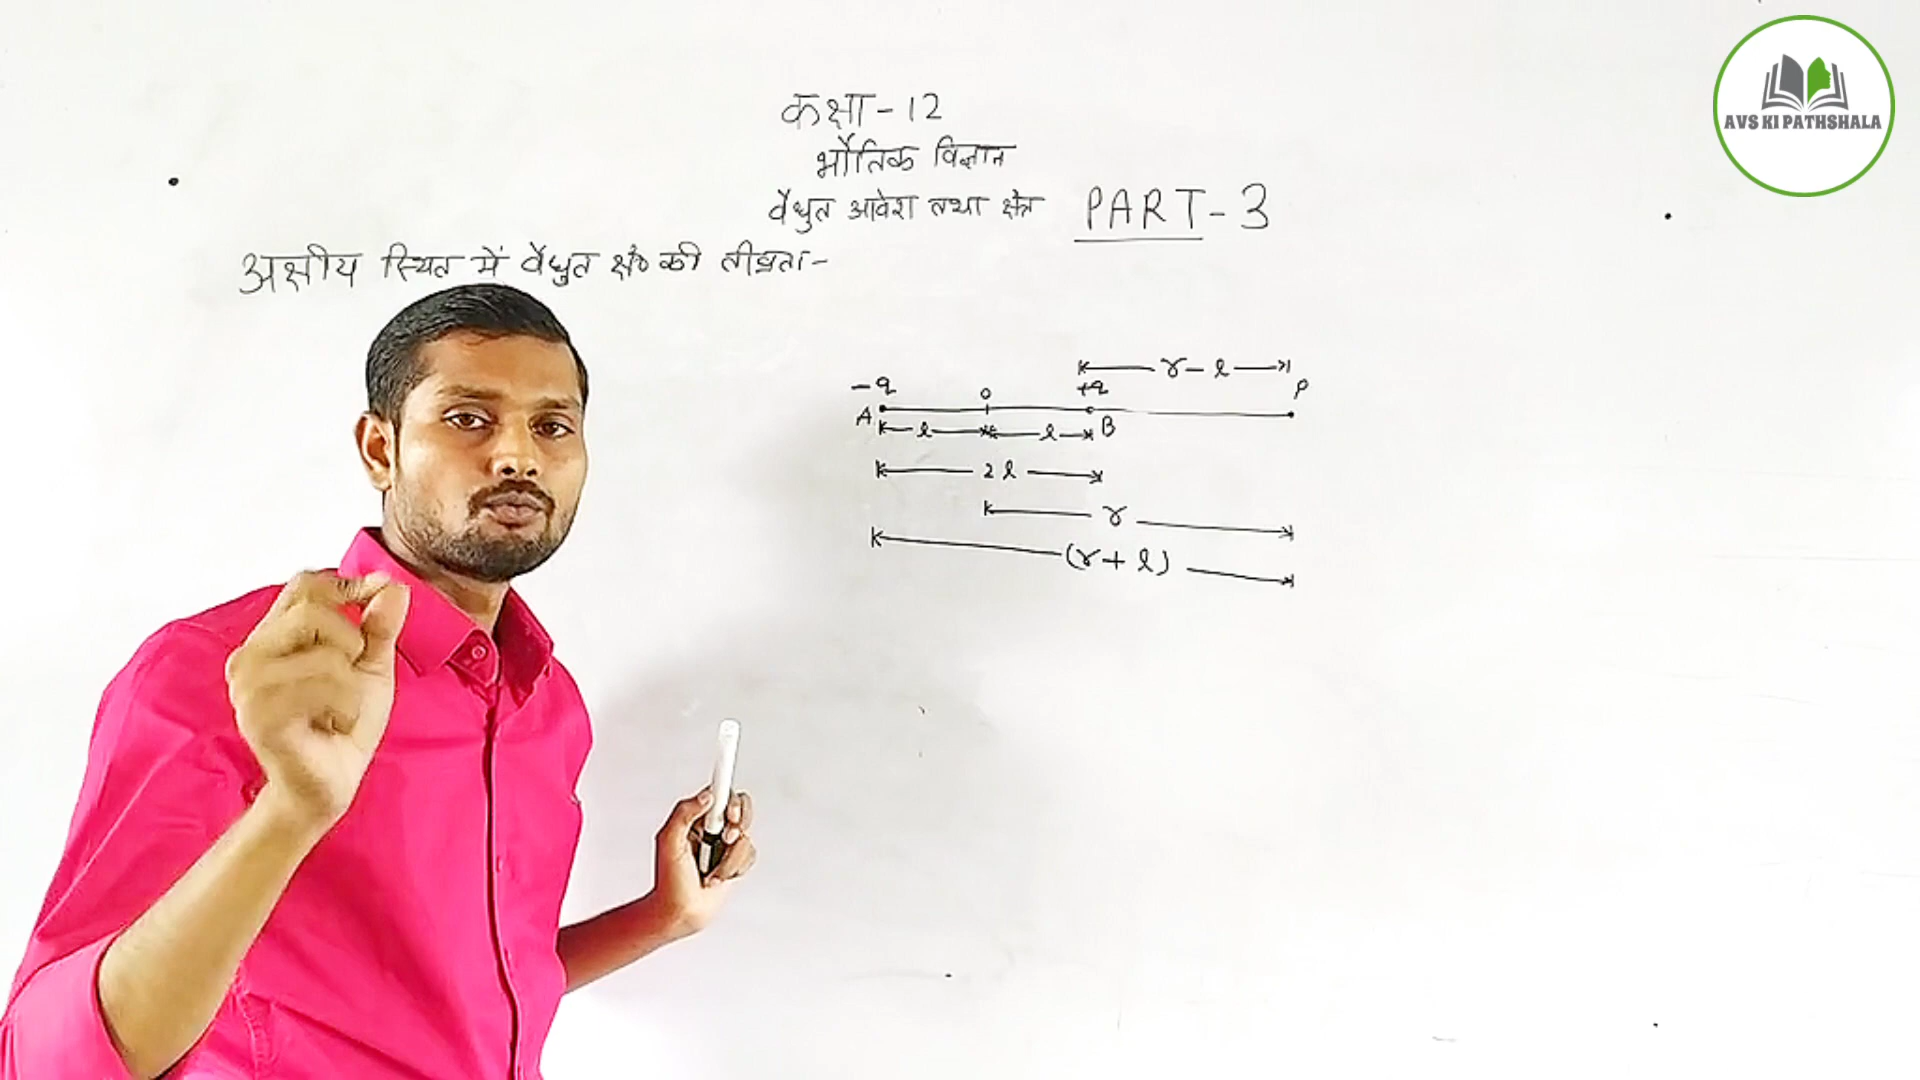 कक्षा-12
भौतिक विज्ञान
वैधुत आवेश तथा क्षेत्र PART-3
अक्षीय स्थित में वैधुत क्षे० की तीव्रता-
r-l
-q o +q P
A l l B
2l
r
(r+l)
AVS KI PATHSHALA